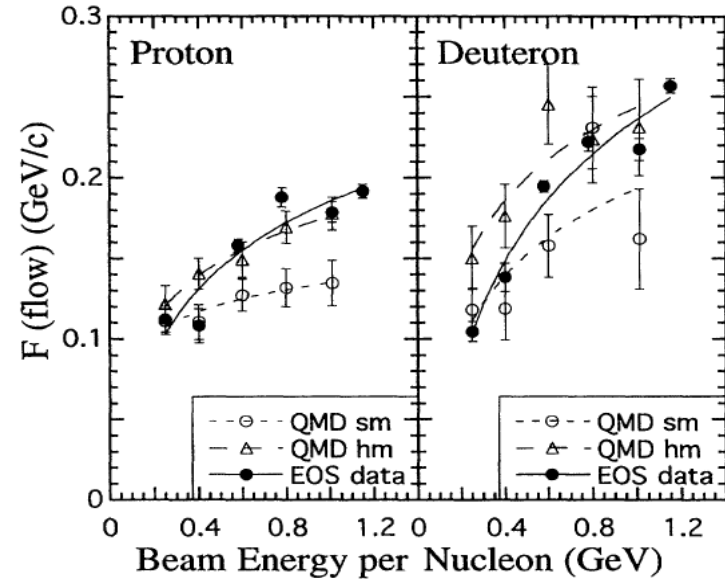 F (flow) (GeV/c)
0.3
0.2
0.1
0
Proton
QMD sm
QMD hm
EOS data
0 0.4 0.8 1.2
Deuteron
QMD sm
QMD hm
EOS data
0 0.4 0.8 1.2
Beam Energy per Nucleon (GeV)